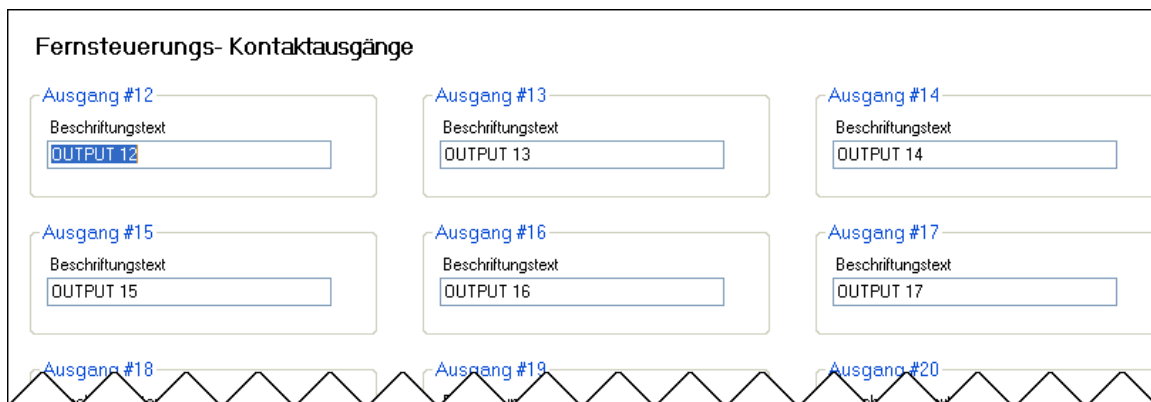 Fernsteuerungs- Kontaktausgänge
Ausgang #12
Ausgang #13
Ausgang #14
Beschriftungstext
Beschriftungstext
Beschriftungstext
OUTPUT 12
OUTPUT 13
OUTPUT 14
Ausgang #15
Ausgang #16
Ausgang #17
Beschriftungstext
Beschriftungstext
Beschriftungstext
OUTPUT 15
OUTPUT 16
OUTPUT 17
Ausgang #18
Ausgang #19
Ausgang #20